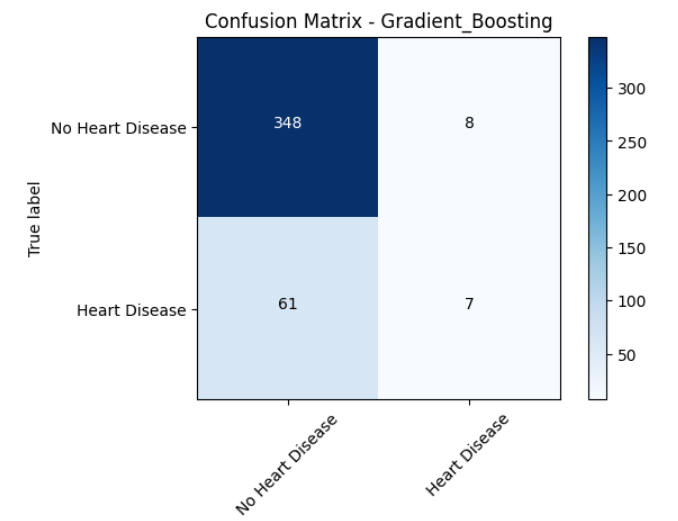 Confusion Matrix - Gradient_Boosting
True label
No Heart Disease
348
8
Heart Disease
61
7
No Heart Disease
Heart Disease
300
250
200
150
100
50